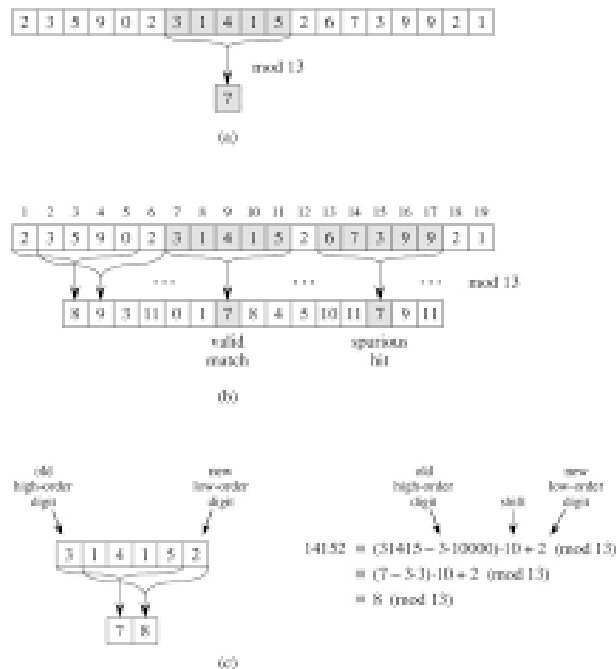 2 3 5 9 0 2 3 1 4 1 5 2 6 7 3 9 9 2 1
mod 13
7
(a)
1 2 3 4 5 6 7 8 9 10 11 12 13 14 15 16 17 18 19
2 3 5 9 0 2 3 1 4 1 5 2 6 7 3 9 9 2 1
... ... ... mod 13
8 9 3 11 0 1 7 8 4 5 10 11 7 9 11
valid match
spurious hit
(b)
old high-order digit
new low-order digit
3 1 4 1 5 2
7 8
old high-order digit
shift
new low-order digit
14152 ≡ (31415 – 3·10000)·10 + 2 (mod 13)
≡ (7 – 3·3)·10 + 2 (mod 13)
≡ 8 (mod 13)
(c)